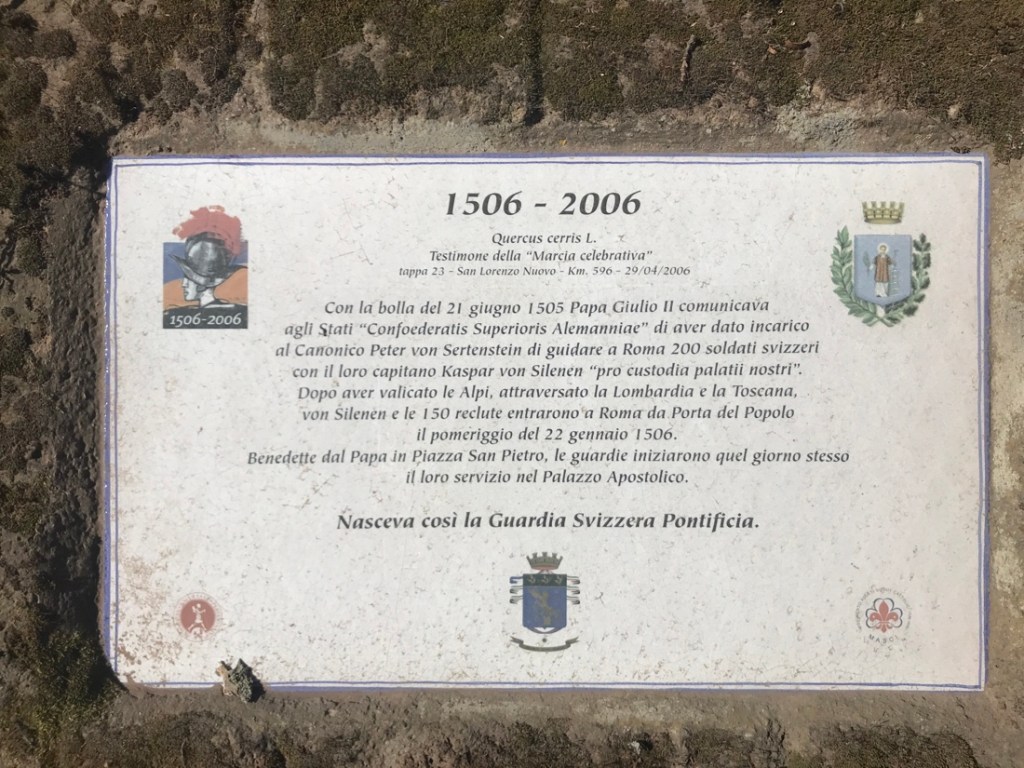 1506 - 2006
Quercus cerris L.
Testimone della "Marcia celebrativa"
tappa 23 - San Lorenzo Nuovo - Km. 596 - 29/04/2006
1506-2006
Con la bolla del 21 giugno 1505 Papa Giulio II comunicava
agli Stati "Confoederatis Superioris Alemanniae" di aver dato incarico
al Canonico Peter von Sertenstein di guidare a Roma 200 soldati svizzeri
con il loro capitano Kaspar von Silenen "pro custodia palatii nostri".
Dopo aver valicato le Alpi, attraversato la Lombardia e la Toscana,
von Silenen e le 150 reclute entrarono a Roma da Porta del Popolo
il pomeriggio del 22 gennaio 1506.
Benedette dal Papa in Piazza San Pietro, le guardie iniziarono quel giorno stesso
il loro servizio nel Palazzo Apostolico.
Nasceva così la Guardia Svizzera Pontificia.